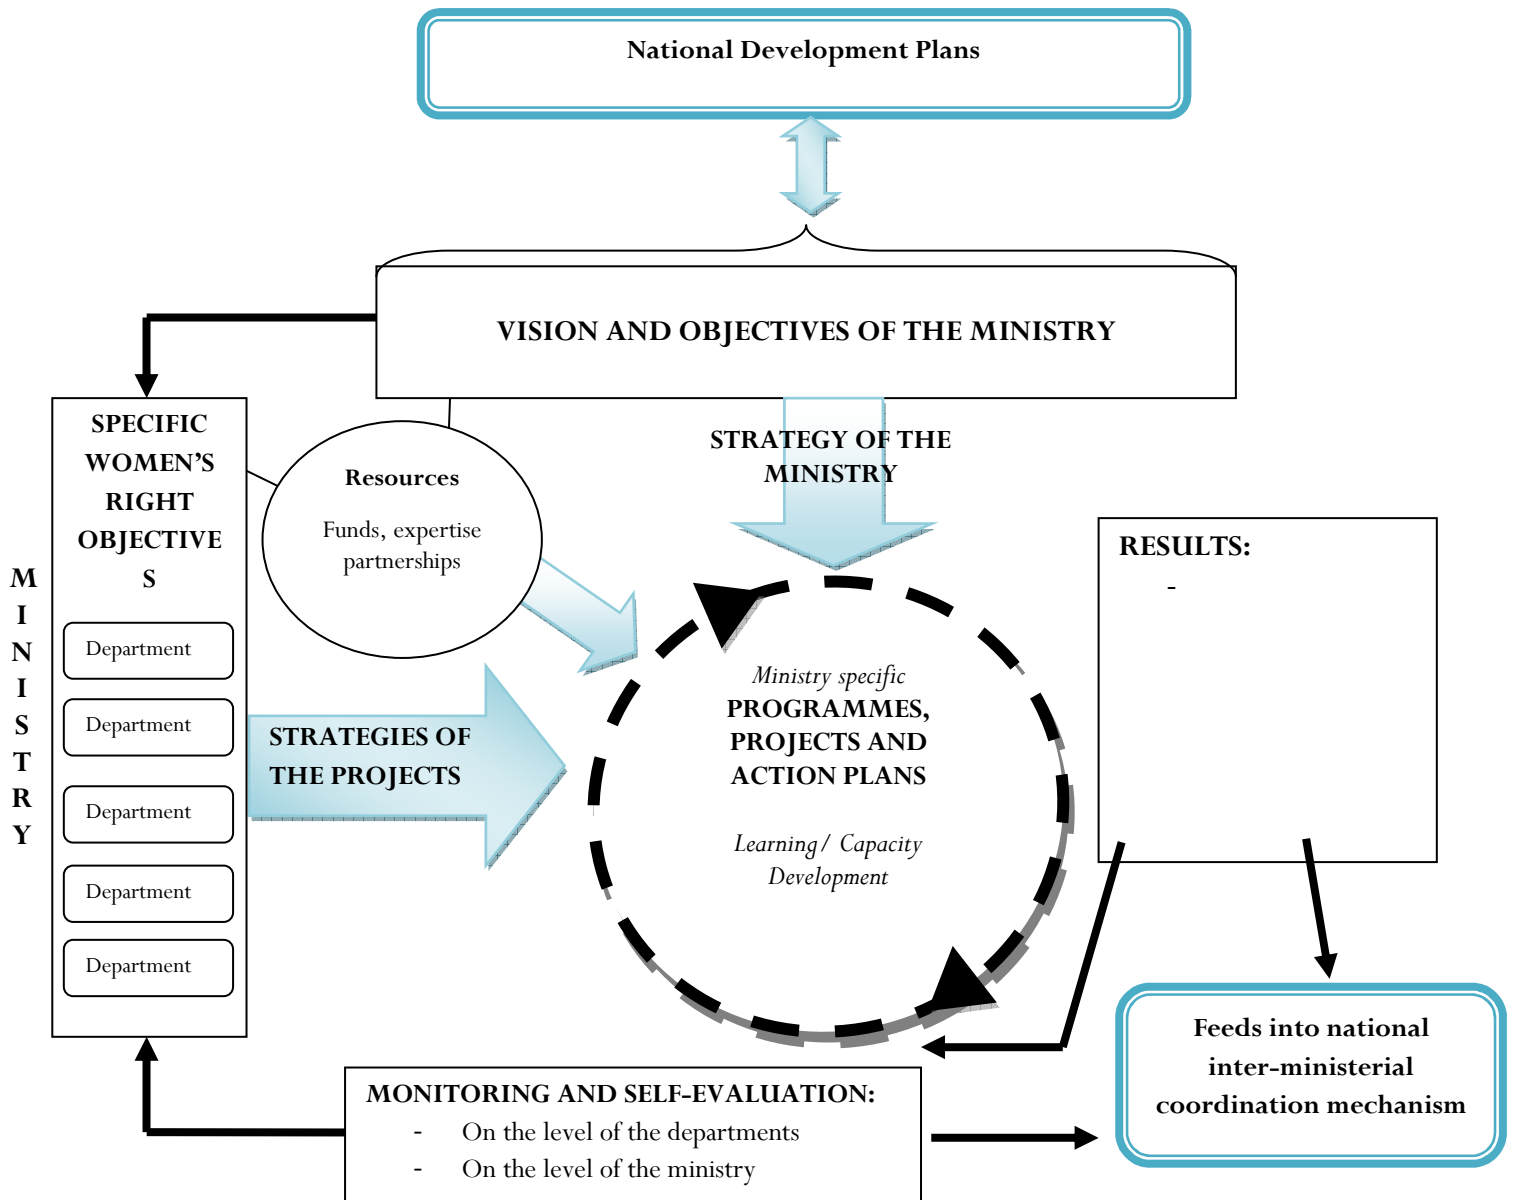 National Development Plans
VISION AND OBJECTIVES OF THE MINISTRY
SPECIFIC
WOMEN’S
RIGHT
OBJECTIVE
S
Department
Department
Department
Department
Department
M
I
N
I
S
T
R
Y
Resources
Funds, expertise
partnerships
STRATEGY OF THE
MINISTRY
STRATEGIES OF
THE PROJECTS
Ministry specific
PROGRAMMES,
PROJECTS AND
ACTION PLANS
Learning/ Capacity
Development
RESULTS:
-
Feeds into national
inter-ministerial
coordination mechanism
MONITORING AND SELF-EVALUATION:
- On the level of the departments
- On the level of the ministry